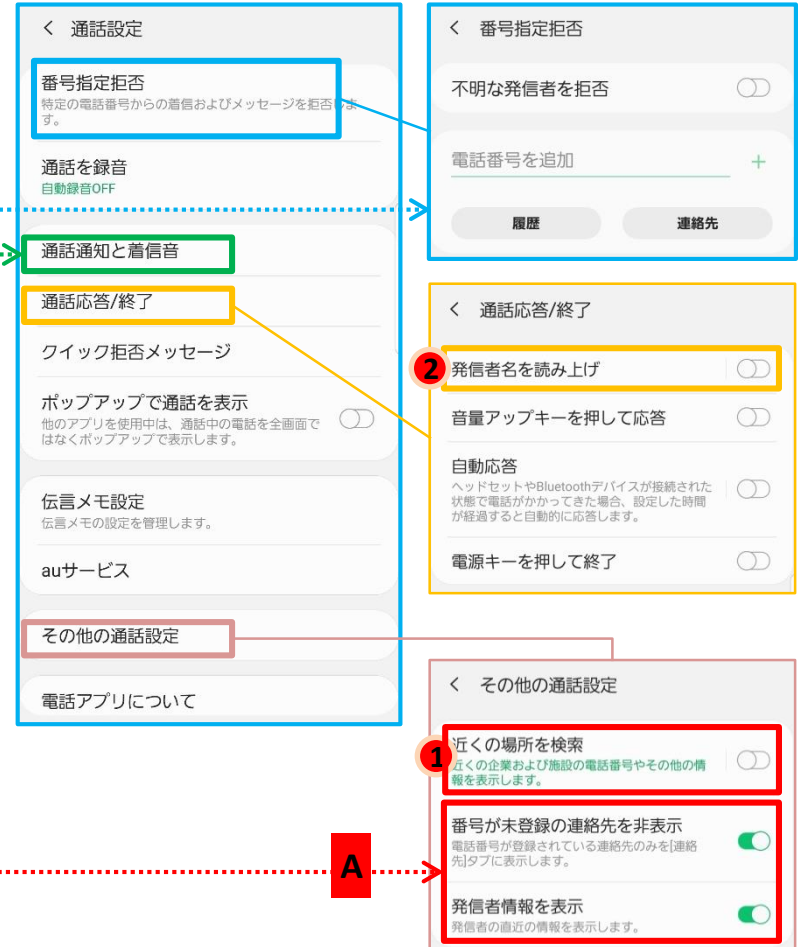 通話設定
番号指定拒否
特定の電話番号からの着信およびメッセージを拒否しま
す。
通話を録音
自動録音OFF
通話通知と着信音
通話応答/終了
クイック拒否メッセージ
ポップアップで通話を表示
他のアプリを使用中は、通話中の電話を全画面で
はなくポップアップで表示します。
伝言メモ設定
伝言メモの設定を管理します。
auサービス
その他の通話設定
電話アプリについて
番号指定拒否
不明な発信者を拒否
電話番号を追加
履歴
連絡先
通話応答/終了
2
発信者名を読み上げ
音量アップキーを押して応答
自動応答
ヘッドセットやBluetoothデバイスが接続された
状態で電話がかかってきた場合、設定した時間
が経過すると自動的に応答します。
電源キーを押して終了
その他の通話設定
1
近くの場所を検索
近くの企業および施設の電話番号やその他の情
報を表示します。
A
番号が未登録の連絡先を非表示
電話番号が登録されている連絡先のみを[連絡
先]タブに表示します。
発信者情報を表示
発信者の直近の情報を表示します。